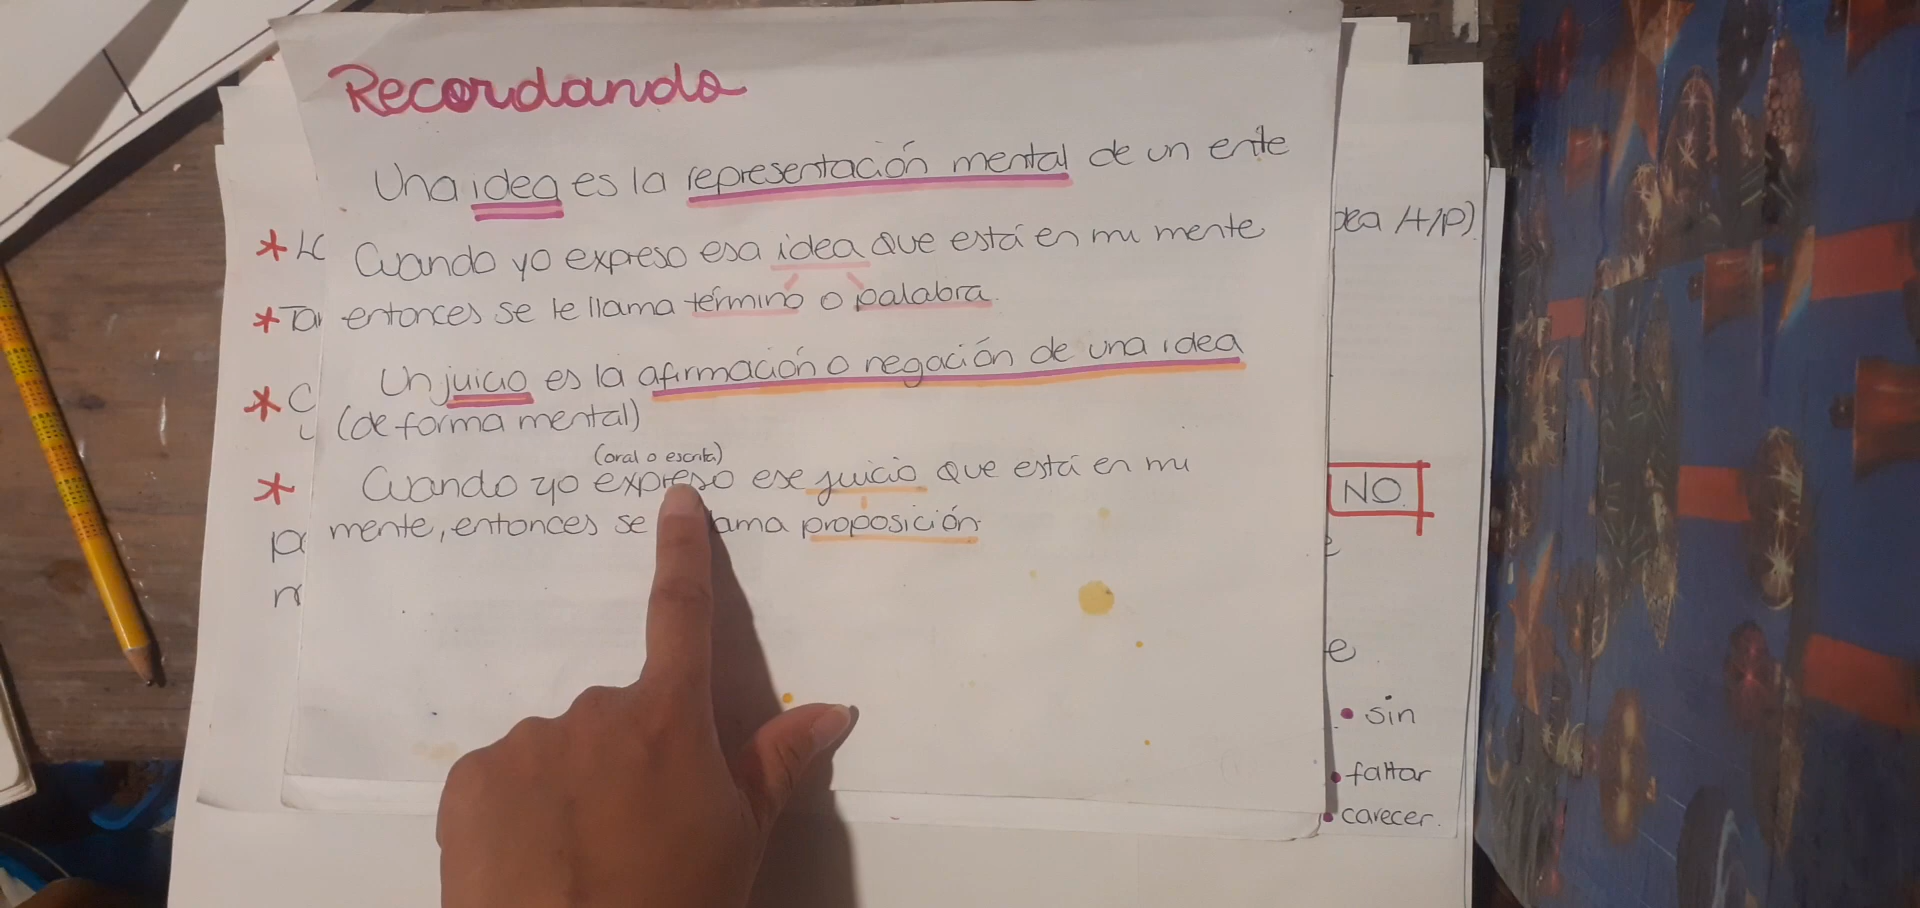 Recordando
Una idea es la representación mental de un ente
Cuando yo expreso esa idea que está en mi mente
entonces se le llama término o palabra.
Un juicio es la afirmación o negación de una idea
(de forma mental)
(oral o escrita)
Cuando yo expreso ese juicio que está en mi
mente, entonces se llama proposición.
H/P)
NO
e
• sin
• faltar
• carecer.